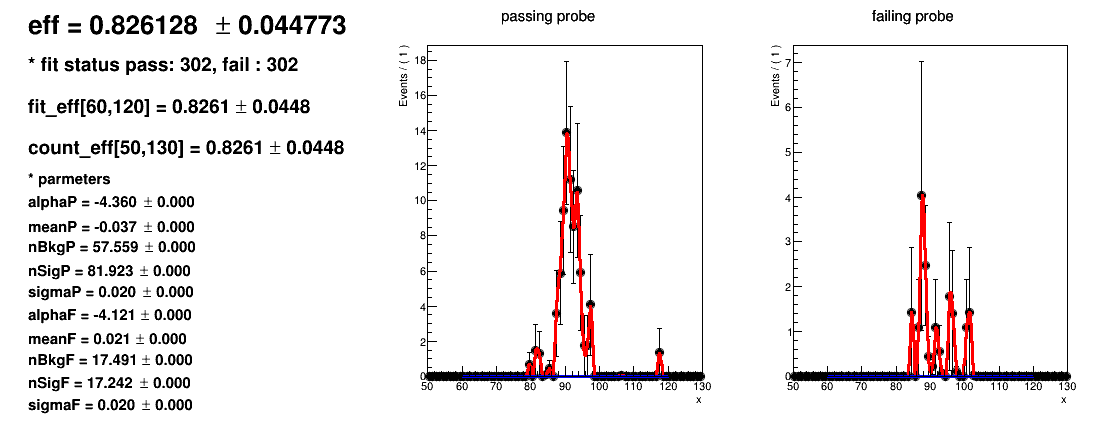 eff = 0.826128 ± 0.044773
* fit status pass: 302, fail : 302
fit_eff[60,120] = 0.8261 ± 0.0448
count_eff[50,130] = 0.8261 ± 0.0448
* parmeters
alphaP = -4.360 ± 0.000
meanP = -0.037 ± 0.000
nBkgP = 57.559 ± 0.000
nSigP = 81.923 ± 0.000
sigmaP = 0.020 ± 0.000
alphaF = -4.121 ± 0.000
meanF = 0.021 ± 0.000
nBkgF = 17.491 ± 0.000
nSigF = 17.242 ± 0.000
sigmaF = 0.020 ± 0.000
passing probe
Events / ( 1 )
18
16
14
12
10
8
6
4
2
0
50 60 70 80 90 100 110 120 130
x
failing probe
Events / ( 1 )
7
6
5
4
3
2
1
0
50 60 70 80 90 100 110 120 130
x